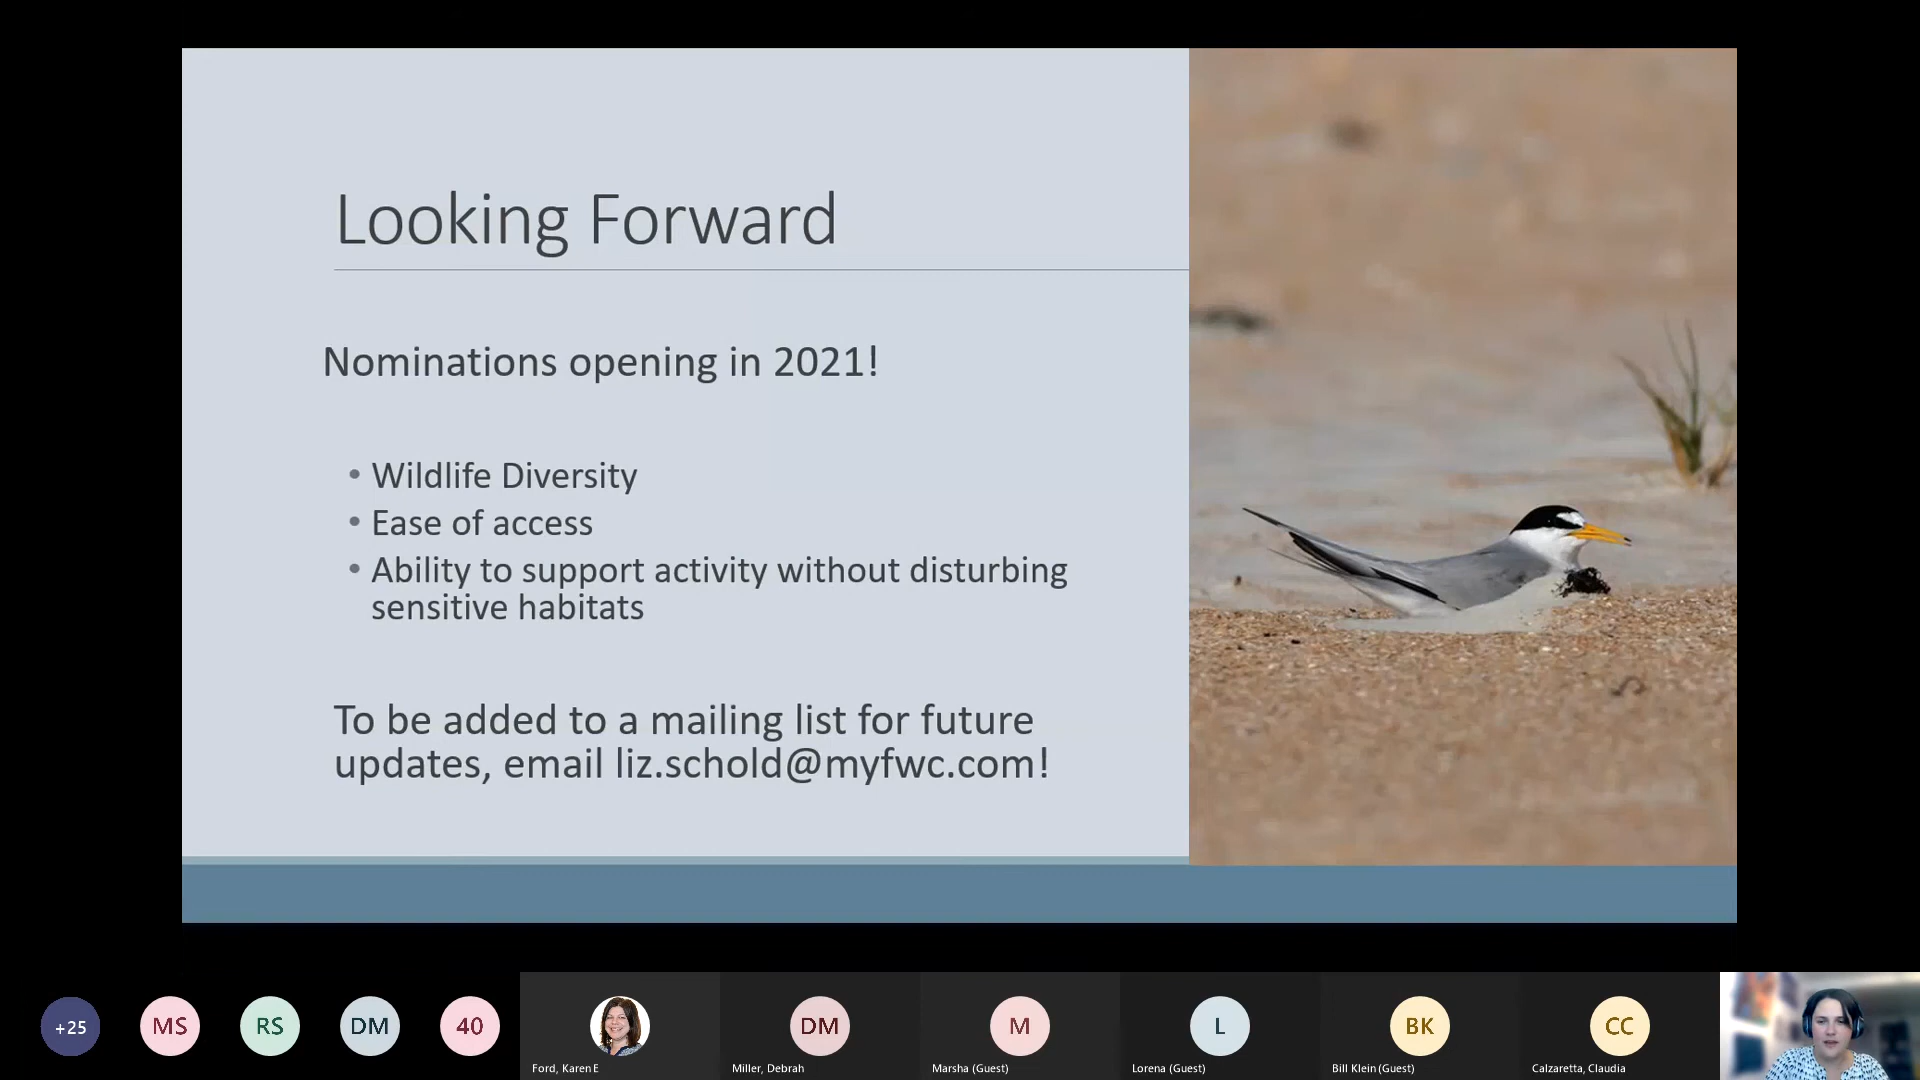 Looking Forward
Nominations opening in 2021!
• Wildlife Diversity
• Ease of access
• Ability to support activity without disturbing
sensitive habitats
To be added to a mailing list for future
updates, email liz.schold@myfwc.com!
+25
MS
RS
DM
40
DM
M
L
BK
CC
Ford, Karen E
Miller, Debrah
Marsha (Guest)
Lorena (Guest)
Bill Klein (Guest)
Calzaretta, Claudia